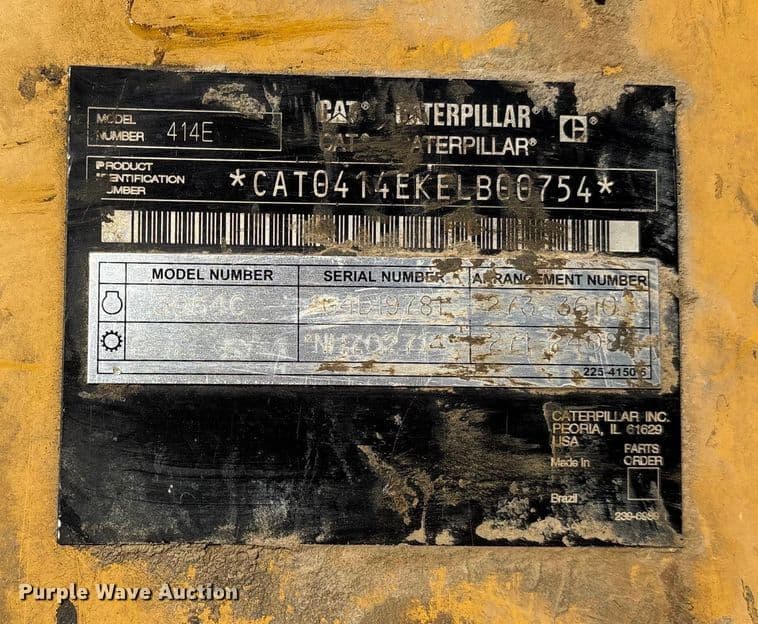 MODEL
NUMBER 414E
CAT® CATERPILLAR®
CAT® CATERPILLAR®
PRODUCT
IDENTIFICATION
NUMBER
*CAT0414EKELB00754*
MODEL NUMBER SERIAL NUMBER ARRANGEMENT NUMBER
225-4150
CATERPILLAR INC.
PEORIA, IL 61629
USA
PARTS
Made in ORDER
Brazil
Purple Wave Auction